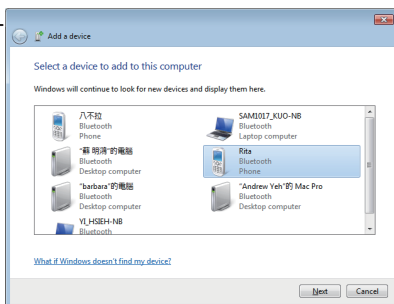 Add a device
Select a device to add to this computer
Windows will continue to look for new devices and display them here.
八不拉
Bluetooth
Phone
SAM1017_KUO-NB
Bluetooth
Laptop computer
"蘇 明鴻"的電腦
Bluetooth
Desktop computer
Rita
Bluetooth
Phone
"barbara"的電腦
Bluetooth
Desktop computer
"Andrew Yeh"的 Mac Pro
Bluetooth
Desktop computer
YI_HSIEH-NB
Bluetooth
What if Windows doesn't find my device?
Next
Cancel